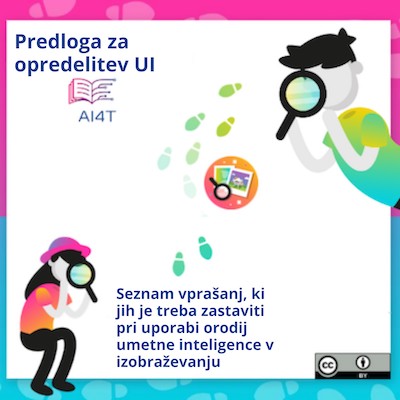 Predloga za
opredelitev UI
AI4T
Seznam vprašanj, ki
jih je treba zastaviti
pri uporabi orodij
umetne inteligence v
izobraževanju
cc
BY